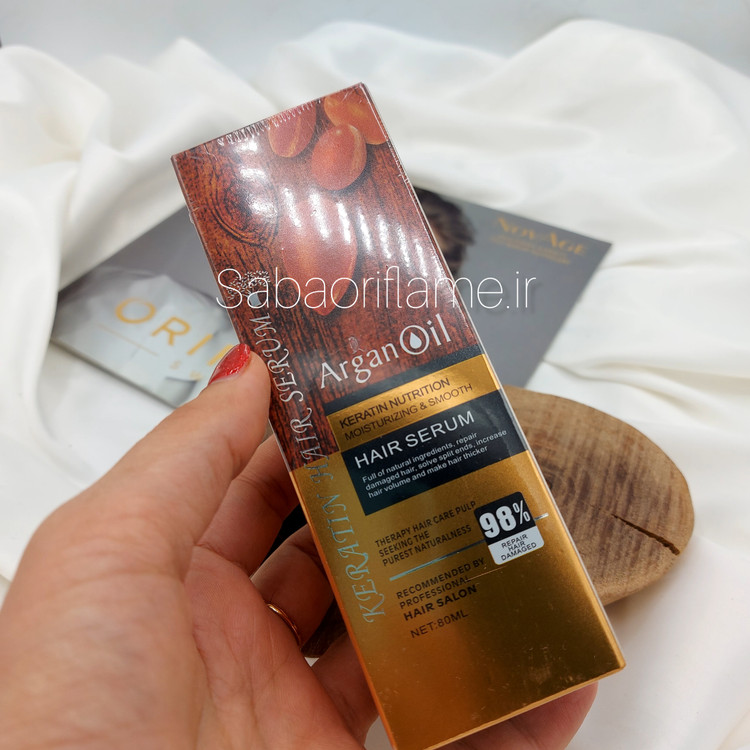 NOVAGE
Sabaoriflame.ir
ORI
Argan Oil
KERATIN HAIR SERUM
KERATIN NUTRITION
MOISTURIZING & SMOOTH
HAIR SERUM
Full of natural ingredients, repair
damaged hair, solve split ends, increase
hair volume and make hair thicker
THERAPY HAIR CARE PULP
SEEKING THE
PUREST NATURALNESS
98%
REPAIR
HAIR
DAMAGED
RECOMMENDED BY
PROFESSIONAL
HAIR SALON
NET:80ML